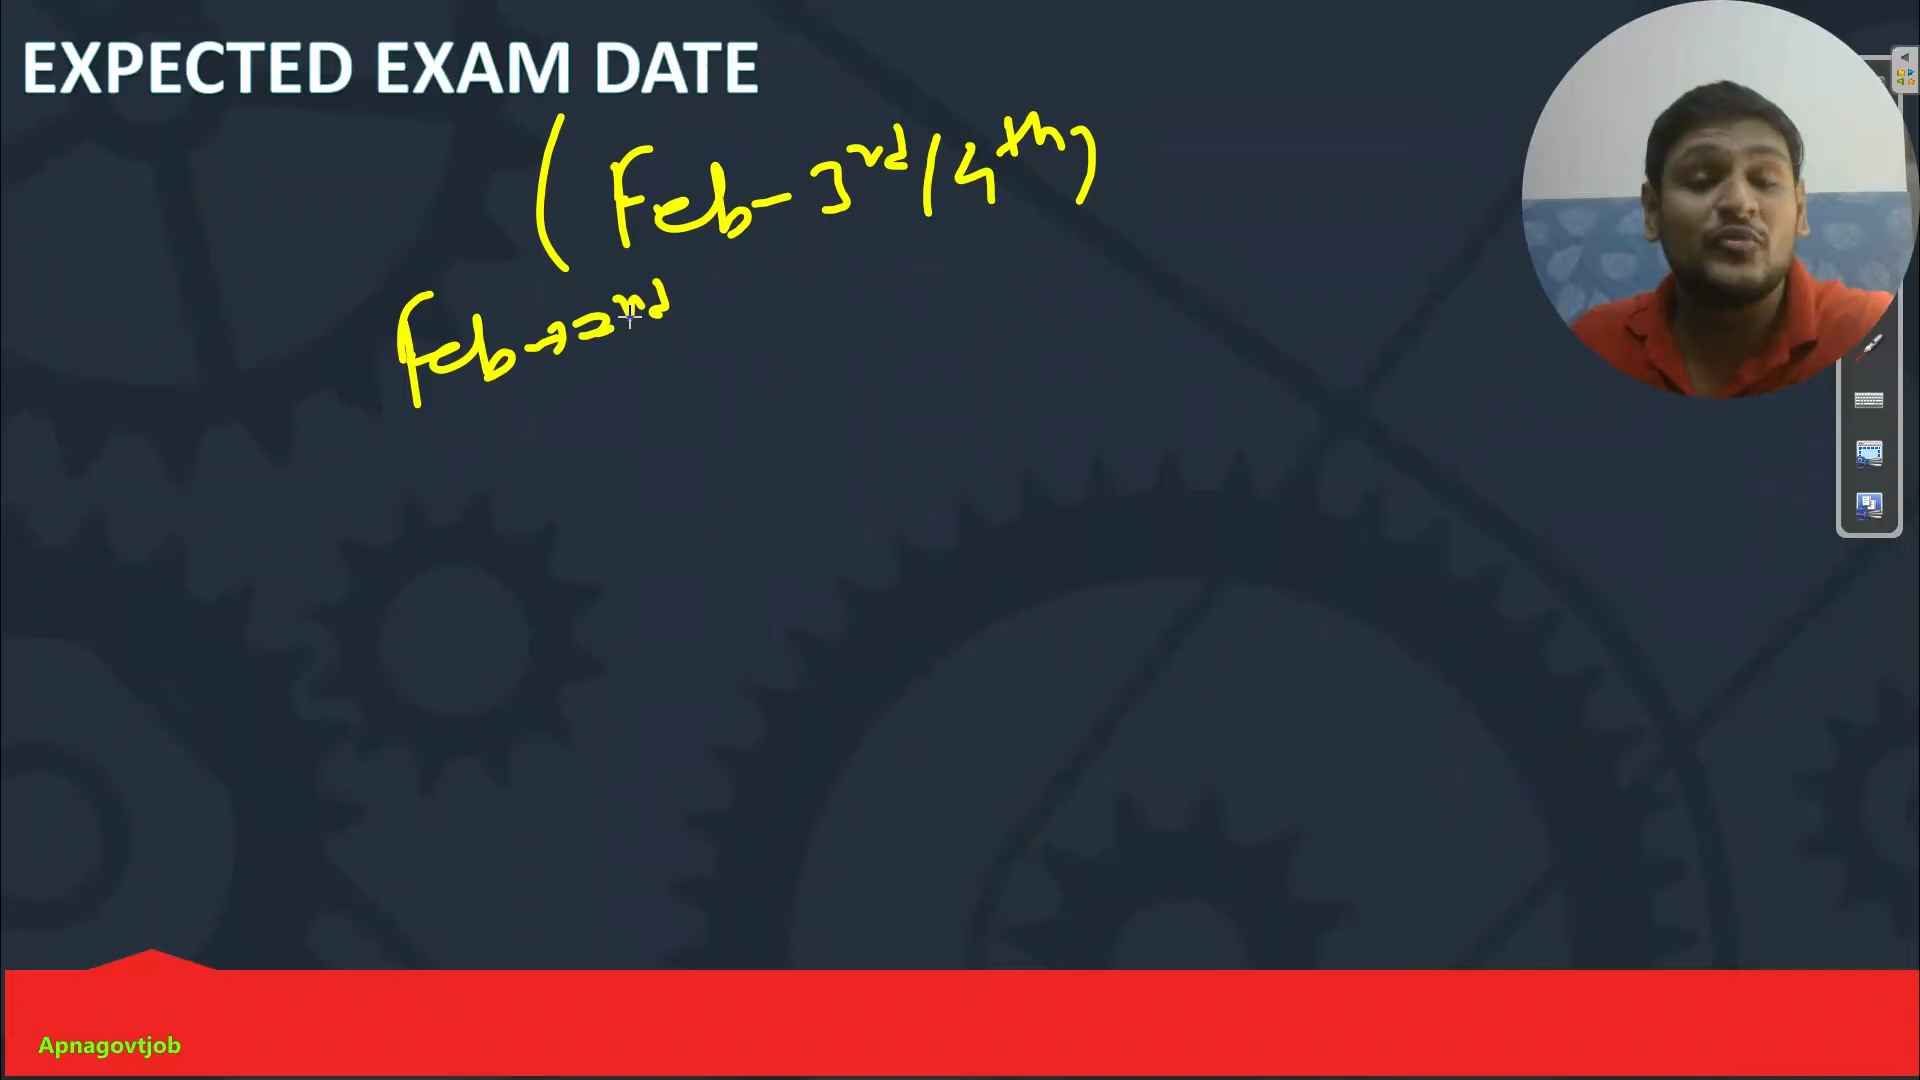 EXPECTED EXAM DATE
(Feb - 3rd/4th)
Feb → 2nd
Apnagovtjob